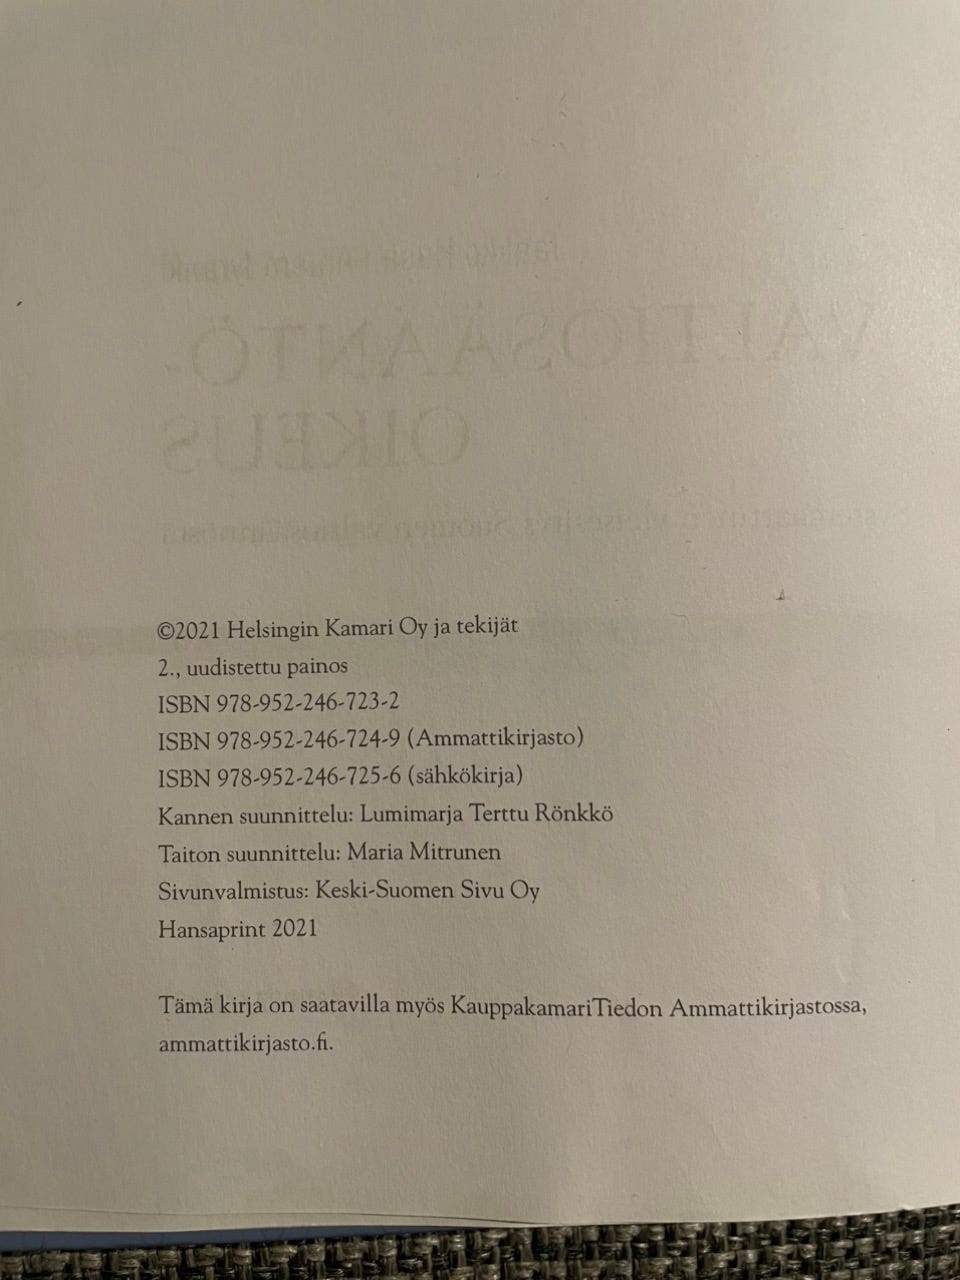 VALTIOSÄÄNTÖ-
OIKEUS
©2021 Helsingin Kamari Oy ja tekijät
2., uudistettu painos
ISBN 978-952-246-723-2
ISBN 978-952-246-724-9 (Ammattikirjasto)
ISBN 978-952-246-725-6 (sähkökirja)
Kannen suunnittelu: Lumimarja Terttu Rönkkö
Taiton suunnittelu: Maria Mitrunen
Sivunvalmistus: Keski-Suomen Sivu Oy
Hansaprint 2021
Tämä kirja on saatavilla myös KauppakamariTiedon Ammattikirjastossa,
ammattikirjasto.fi.